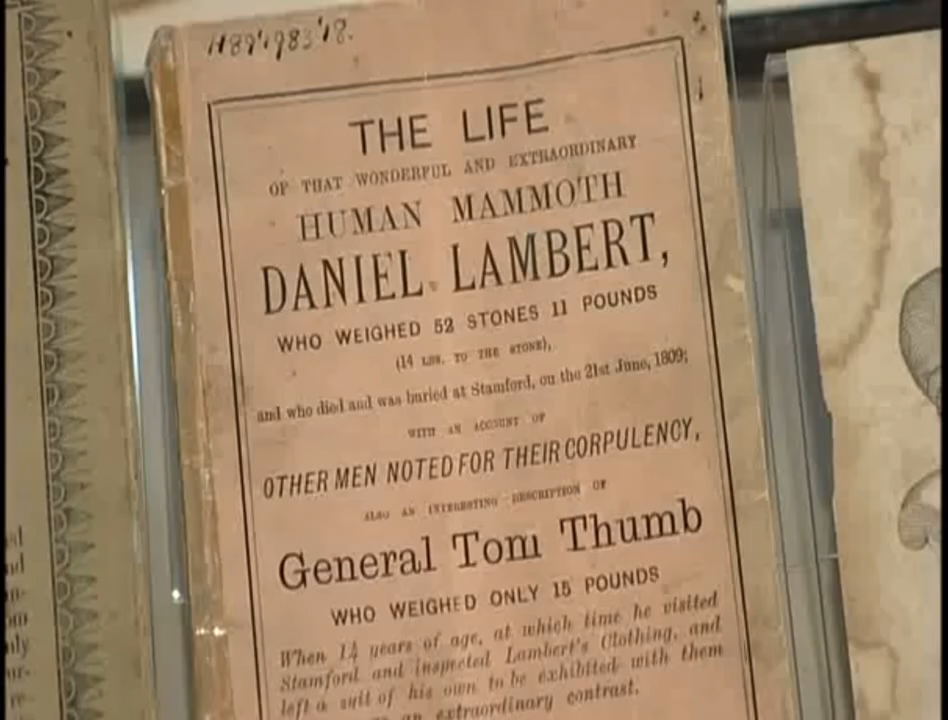 THE LIFE
OF THAT WONDERFUL AND EXTRAORDINARY
HUMAN MAMMOTH
DANIEL LAMBERT,
WHO WEIGHED 52 STONES 11 POUNDS
(14 LBS. TO THE STONE),
and who died and was buried at Stamford, on the 21st June, 1809;
WITH AN ACCOUNT OF
OTHER MEN NOTED FOR THEIR CORPULENCY,
ALSO AN INTERESTING DESCRIPTION OF
General Tom Thumb
WHO WEIGHED ONLY 15 POUNDS
When 14 years of age, at which time he visited
Stamford and inspected Lambert's Clothing, and
left a suit of his own to be exhibited with them
an extraordinary contrast.